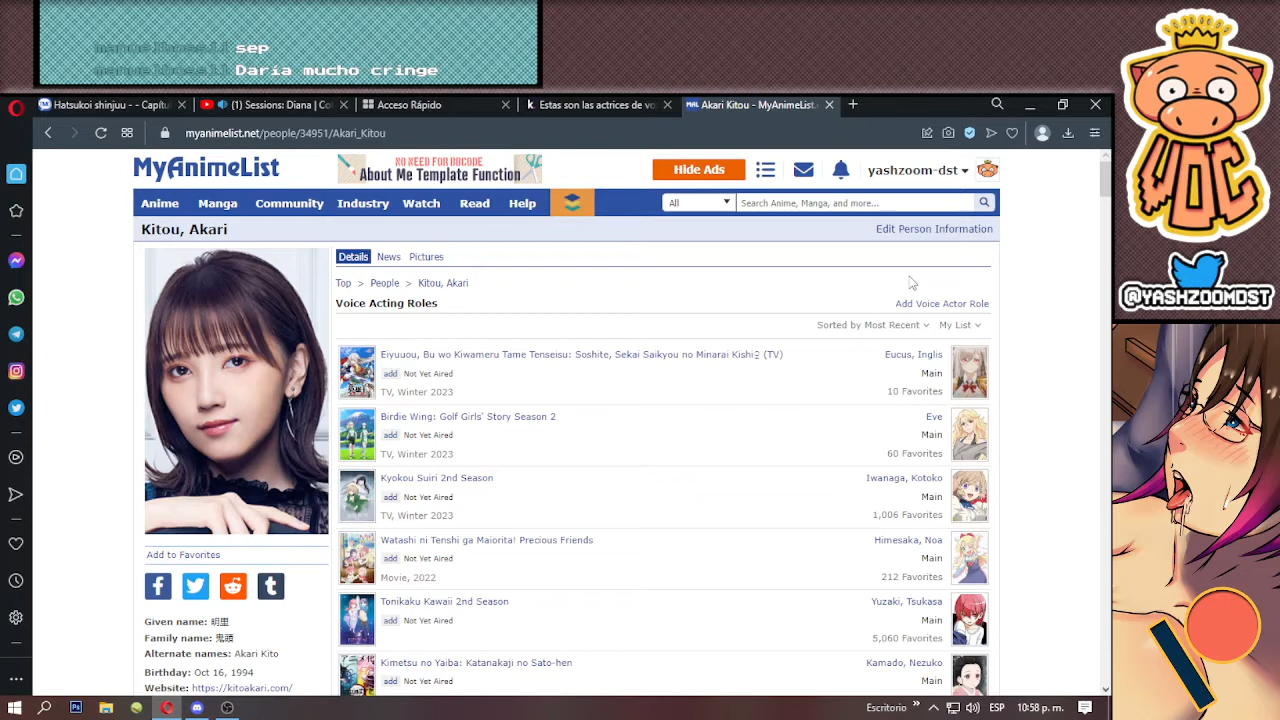 manuelbosell sep
manuelbosell Daría mucho cringe
Hatsukoi shinjuu - - Capítul
(1) Sessions: Diana | Co
Acceso Rápido
Estas son las actrices de vo
Akari Kitou - MyAnimeList.
myanimelist.net/people/34951/Akari_Kitou
MyAnimeList
NO NEED FOR BBCODE
About Me Template Function
Hide Ads
yashzoom-dst
Anime Manga Community Industry Watch Read Help
All
Search Anime, Manga, and more...
Kitou, Akari
Edit Person Information
Details News Pictures
Top > People > Kitou, Akari
Voice Acting Roles
Add Voice Actor Role
Sorted by Most Recent My List
Eiyuuou, Bu wo Kiwameru Tame Tenseisu: Soshite, Sekai Saikyou no Minarai Kishi♀ (TV)
Eucus, Inglis
add Not Yet Aired
Main
TV, Winter 2023
10 Favorites
Birdie Wing: Golf Girls' Story Season 2
Eve
add Not Yet Aired
Main
TV, Winter 2023
60 Favorites
Kyokou Suiri 2nd Season
Iwanaga, Kotoko
add Not Yet Aired
Main
TV, Winter 2023
1,006 Favorites
Watashi ni Tenshi ga Maiorita! Precious Friends
Himesaka, Noa
add Not Yet Aired
Main
Movie, 2022
212 Favorites
Tonikaku Kawaii 2nd Season
Yuzaki, Tsukasa
add Not Yet Aired
Main
5,060 Favorites
Kimetsu no Yaiba: Katanakaji no Sato-hen
Kamado, Nezuko
add Not Yet Aired
Main
Add to Favorites
Given name: 明里
Family name: 鬼頭
Alternate names: Akari Kito
Birthday: Oct 16, 1994
Website: https://kitoakari.com/
WOC
@YASHZOOMDST
Escritorio
ESP
10:58 p. m.